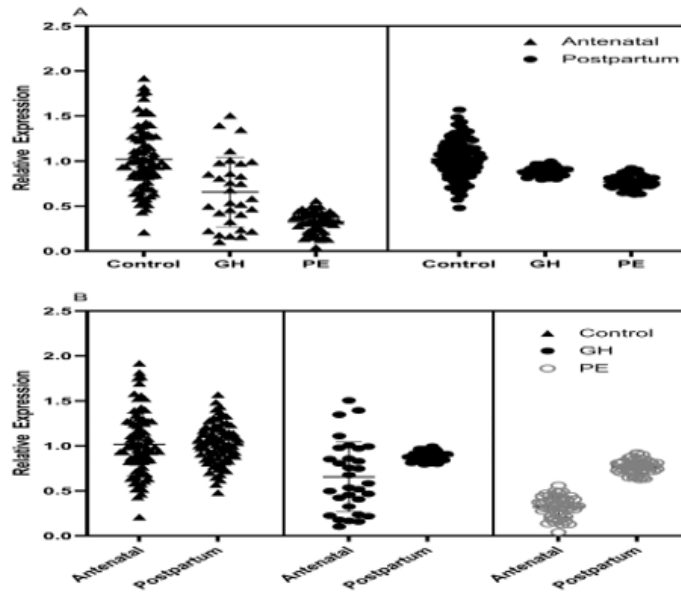 A
2.5
Antenatal
Postpartum
2.0
1.5
Relative Expression
1.0
0.5
0.0
Control GH PE Control GH PE
B
2.5
Control
GH
PE
2.0
1.5
Relative Expression
1.0
0.5
0.0
Antenatal Postpartum Antenatal Postpartum Antenatal Postpartum